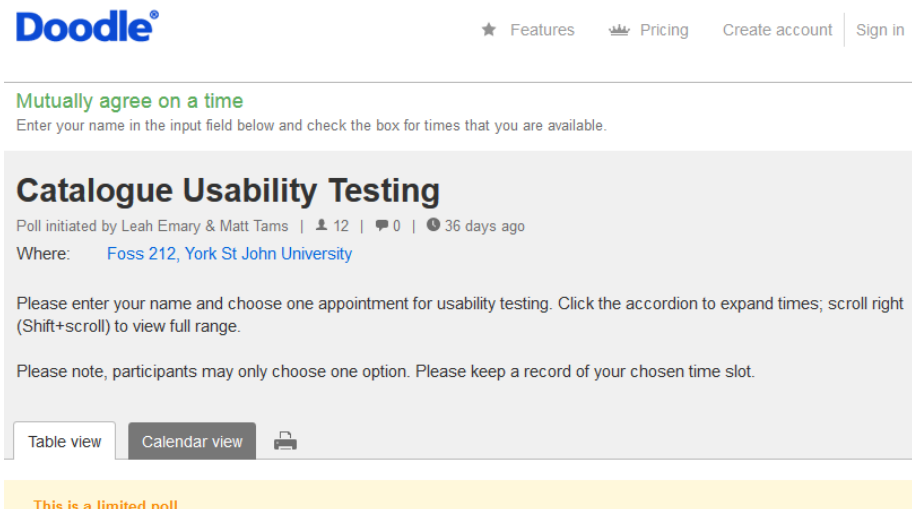 Doodle®
Features Pricing Create account Sign in
Mutually agree on a time
Enter your name in the input field below and check the box for times that you are available.
Catalogue Usability Testing
Poll initiated by Leah Emary & Matt Tams | 12 | 0 | 36 days ago
Where: Foss 212, York St John University
Please enter your name and choose one appointment for usability testing. Click the accordion to expand times; scroll right
(Shift+scroll) to view full range.
Please note, participants may only choose one option. Please keep a record of your chosen time slot.
Table view Calendar view
This is a limited poll